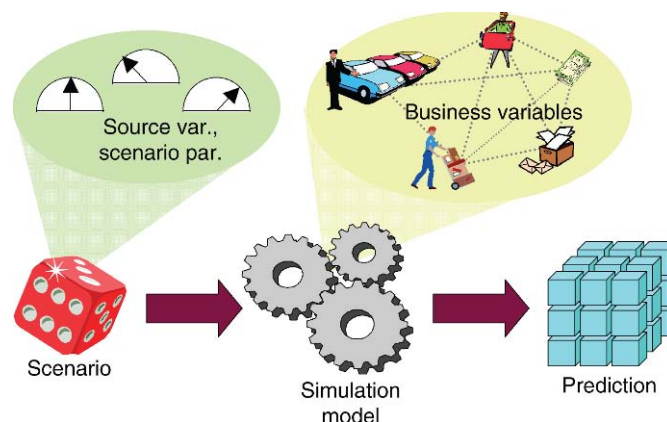 Source var.,
scenario par.
Business variables
Scenario
Simulation
model
Prediction